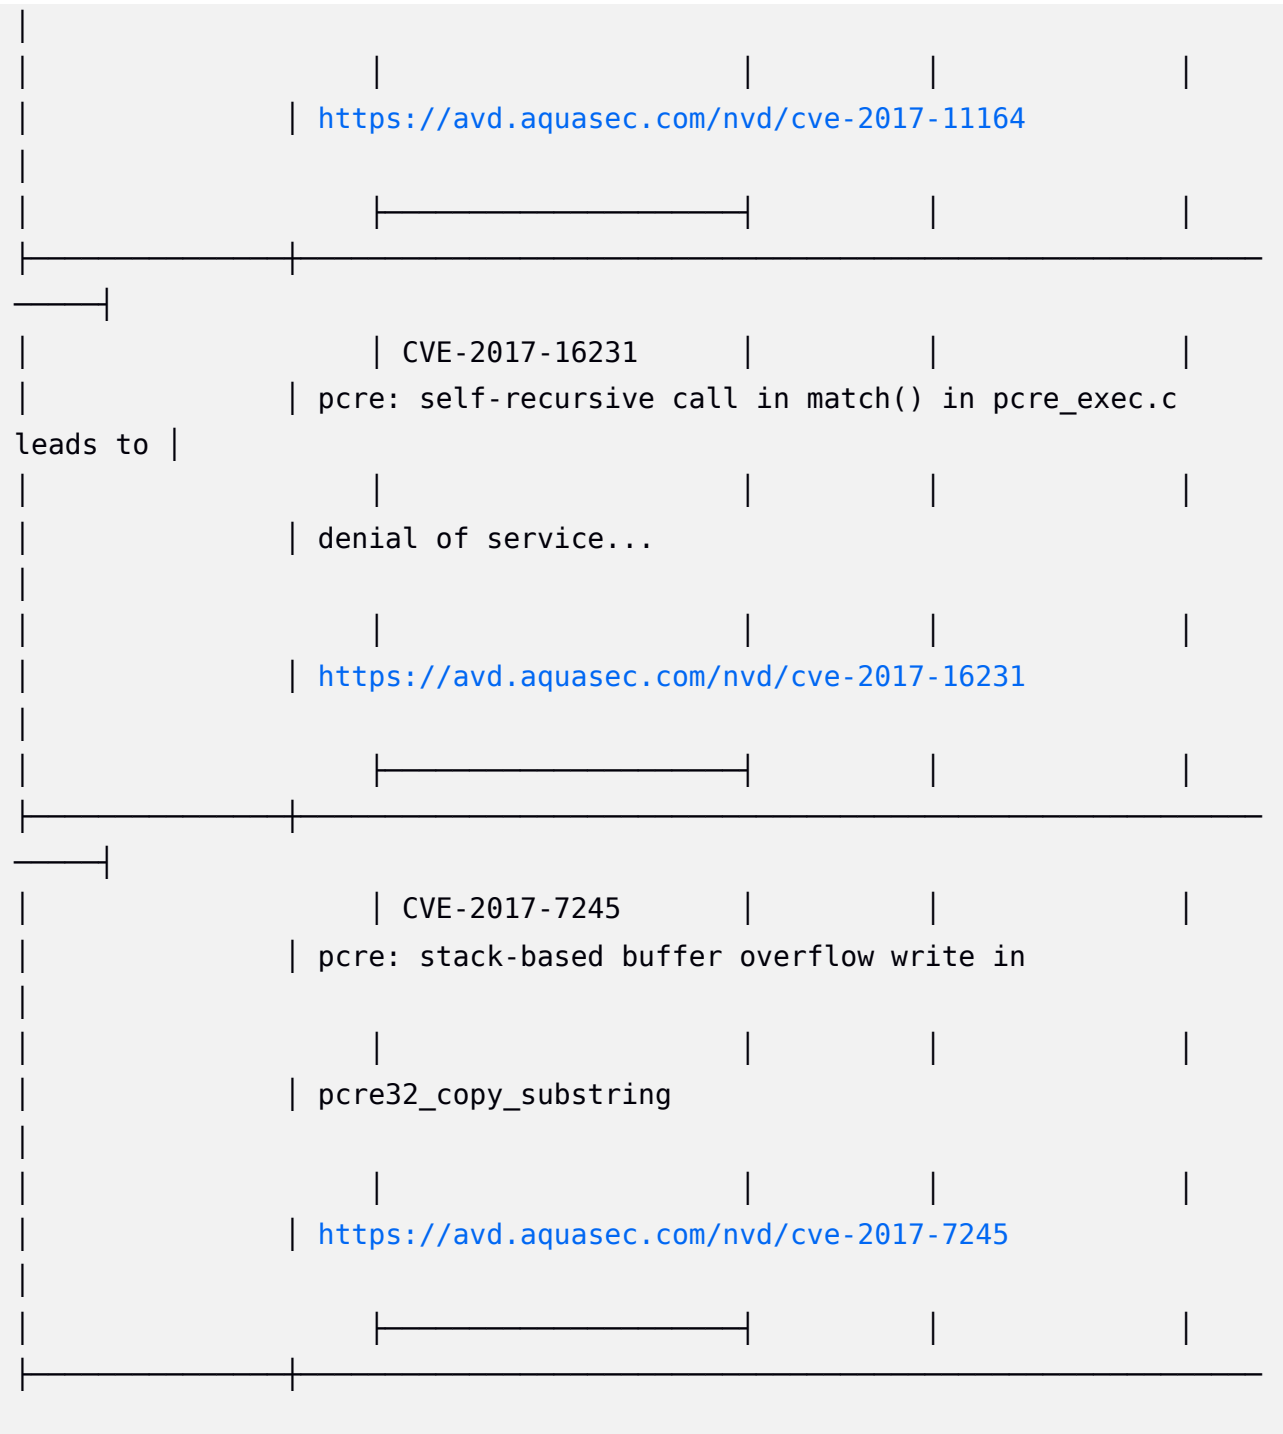 https://avd.aquasec.com/nvd/cve-2017-11164
CVE-2017-16231
pcre: self-recursive call in match() in pcre_exec.c
leads to
denial of service...
https://avd.aquasec.com/nvd/cve-2017-16231
CVE-2017-7245
pcre: stack-based buffer overflow write in
pcre32_copy_substring
https://avd.aquasec.com/nvd/cve-2017-7245